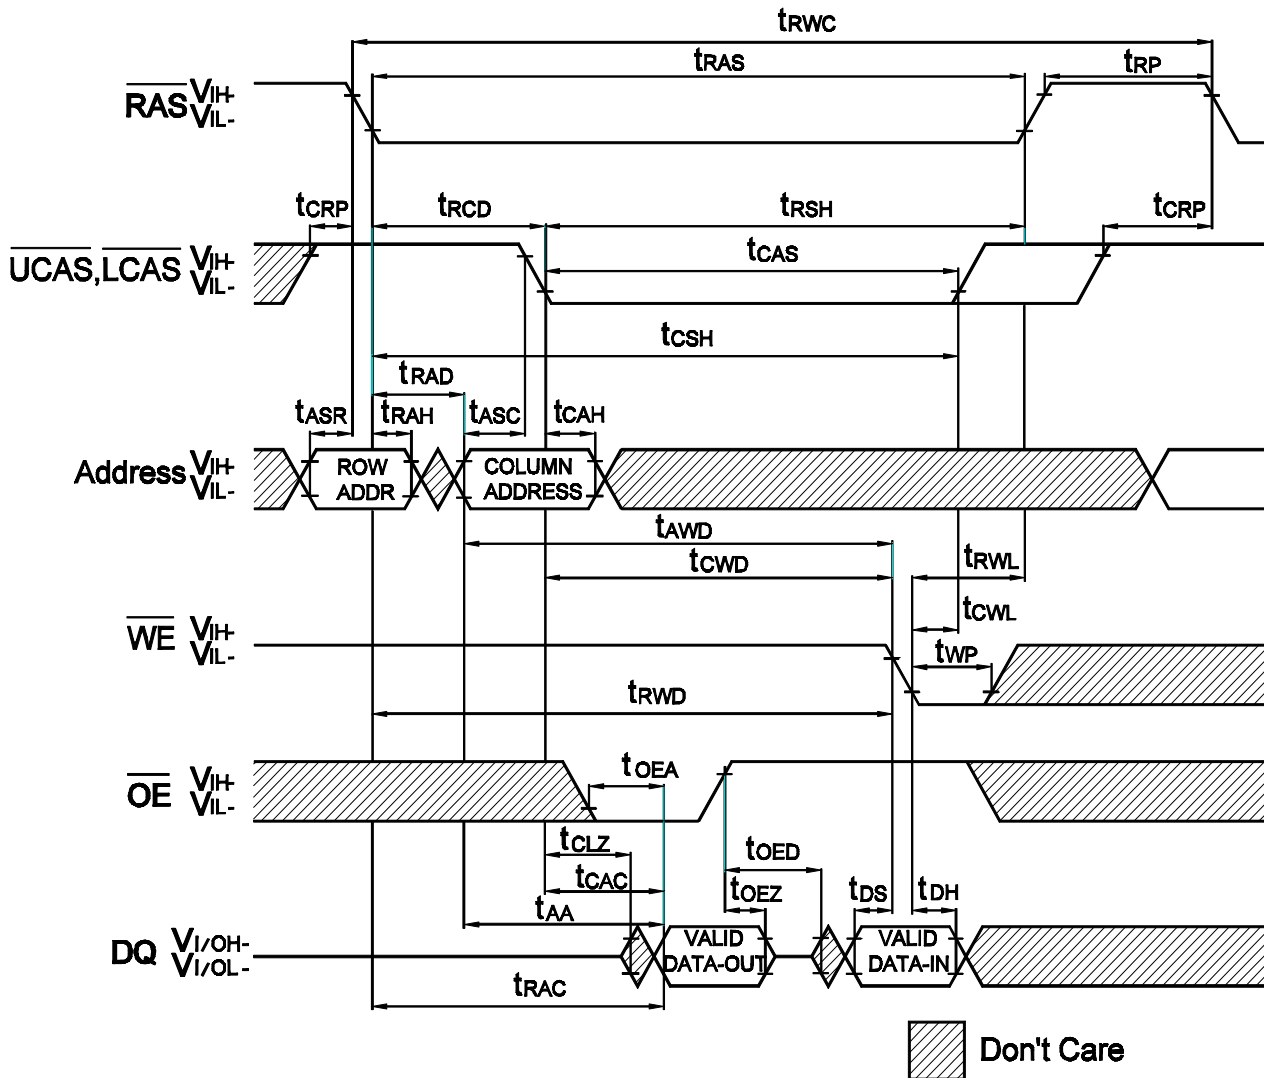 tRWC
tRAS
tRP
RAS VIH-
VIL-
tCRP
tRCD
tRSH
tCRP
UCAS,LCAS VIH-
VIL-
tCAS
tCSH
tRAD
tASR
tRAH
tASC
tCAH
Address VIH-
VIL-
ROW
ADDR
COLUMN
ADDRESS
tAWD
tCWD
tRWL
tCWL
WE VIH-
VIL-
tWP
tRWD
OE VIH-
VIL-
tOEA
tCLZ
tOED
tCAC
tOEZ
tDS
tDH
tAA
DQ VI/OH-
VI/OL-
VALID
DATA-OUT
VALID
DATA-IN
tRAC
Don't Care